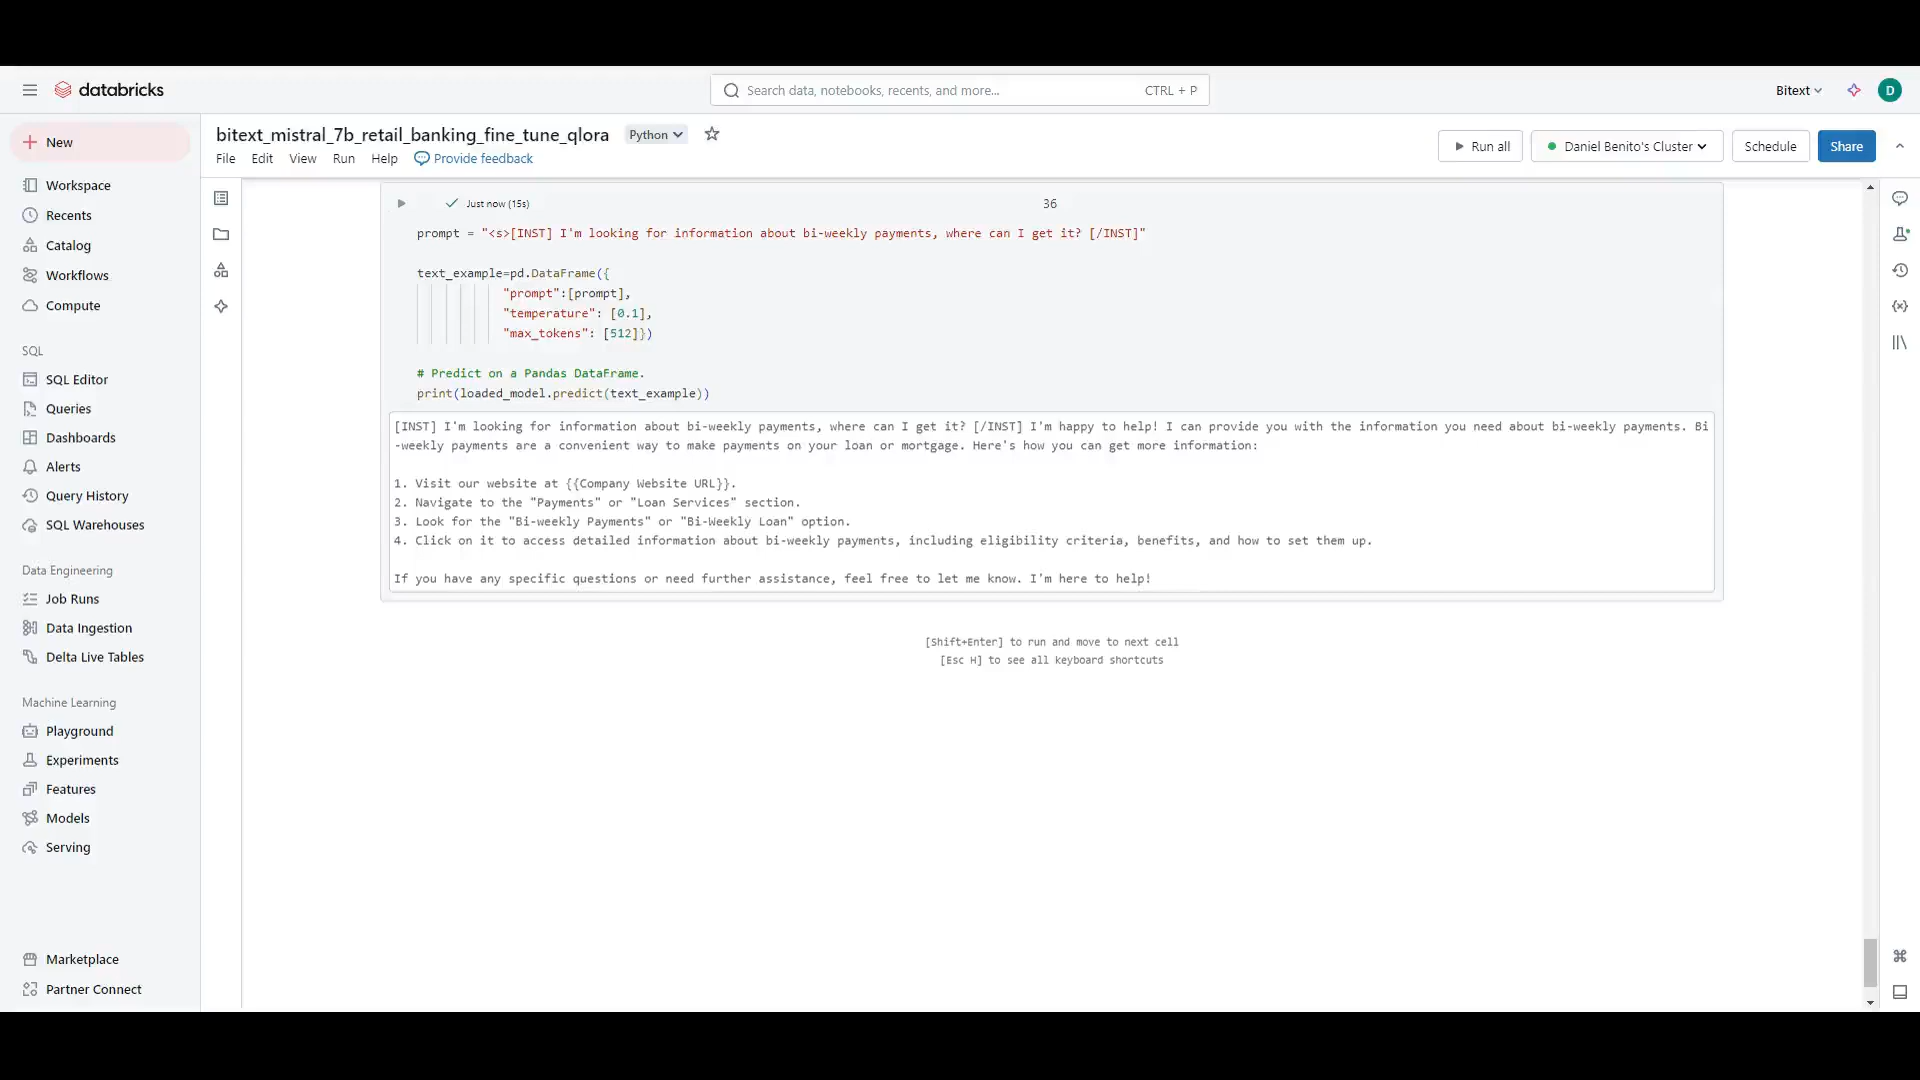 databricks
Search data, notebooks, recents, and more...
CTRL + P
Bitext
D
New
Workspace
Recents
Catalog
Workflows
Compute
SQL
SQL Editor
Queries
Dashboards
Alerts
Query History
SQL Warehouses
Data Engineering
Job Runs
Data Ingestion
Delta Live Tables
Machine Learning
Playground
Experiments
Features
Models
Serving
Marketplace
Partner Connect
bitext_mistral_7b_retail_banking_fine_tune_qlora
Python
File Edit View Run Help Provide feedback
Run all
Daniel Benito's Cluster
Schedule
Share
Just now (15s)
36
prompt = "<s>[INST] I'm looking for information about bi-weekly payments, where can I get it? [/INST]"
text_example=pd.DataFrame({
"prompt":[prompt],
"temperature": [0.1],
"max_tokens": [512]})
# Predict on a Pandas DataFrame.
print(loaded_model.predict(text_example))
[INST] I'm looking for information about bi-weekly payments, where can I get it? [/INST] I'm happy to help! I can provide you with the information you need about bi-weekly payments. Bi
-weekly payments are a convenient way to make payments on your loan or mortgage. Here's how you can get more information:
1. Visit our website at {{Company Website URL}}.
2. Navigate to the "Payments" or "Loan Services" section.
3. Look for the "Bi-weekly Payments" or "Bi-Weekly Loan" option.
4. Click on it to access detailed information about bi-weekly payments, including eligibility criteria, benefits, and how to set them up.
If you have any specific questions or need further assistance, feel free to let me know. I'm here to help!
[Shift+Enter] to run and move to next cell
[Esc H] to see all keyboard shortcuts